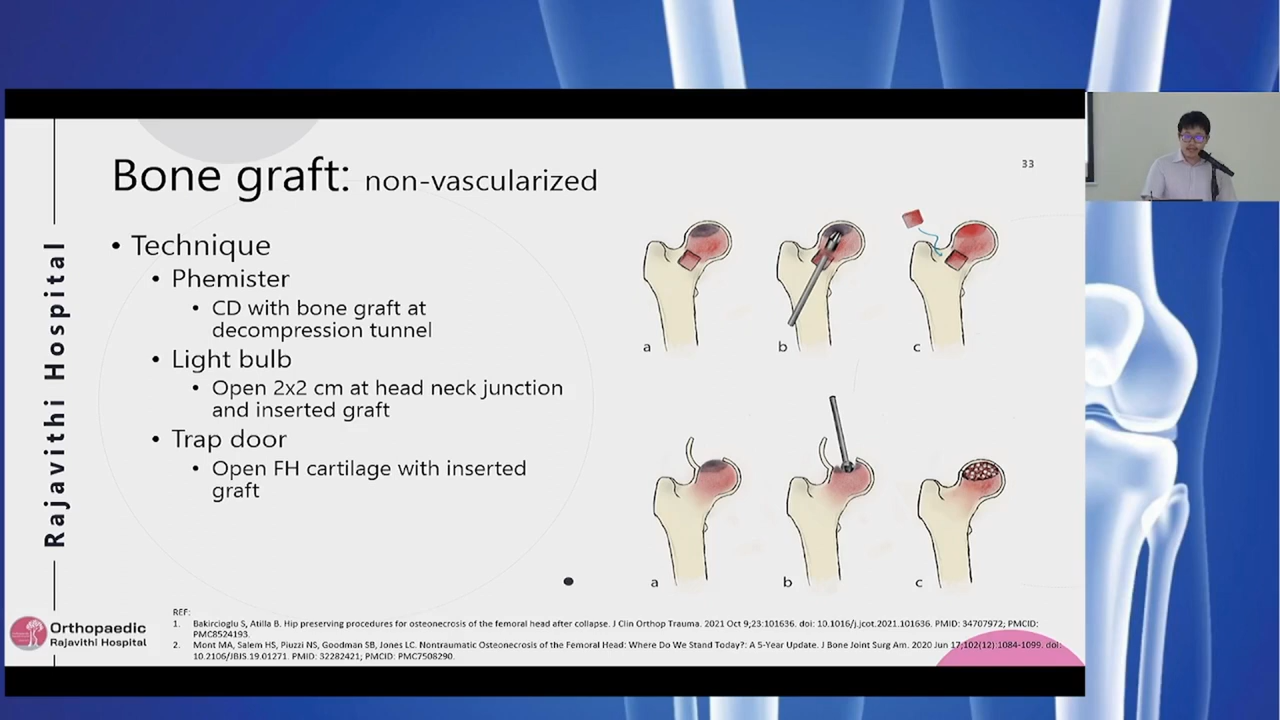 Bone graft: non-vascularized
33
• Technique
• Phemister
• CD with bone graft at
decompression tunnel
• Light bulb
• Open 2x2 cm at head neck junction
and inserted graft
• Trap door
• Open FH cartilage with inserted
graft
a
b
c
a
b
c
Rajavithi Hospital
Orthopaedic
Rajavithi Hospital
REF:
1. Bakircioglu S, Atilla B. Hip preserving procedures for osteonecrosis of the femoral head after collapse. J Clin Orthop Trauma. 2021 Oct 9;23:101636. doi: 10.1016/j.jcot.2021.101636. PMID: 34707972; PMCID:
PMC8524193.
2. Mont MA, Salem HS, Piuzzi NS, Goodman SB, Jones LC. Nontraumatic Osteonecrosis of the Femoral Head: Where Do We Stand Today?: A 5-Year Update. J Bone Joint Surg Am. 2020 Jun 17;102(12):1084-1099. doi:
10.2106/JBJS.19.01271. PMID: 32282421; PMCID: PMC7508290.